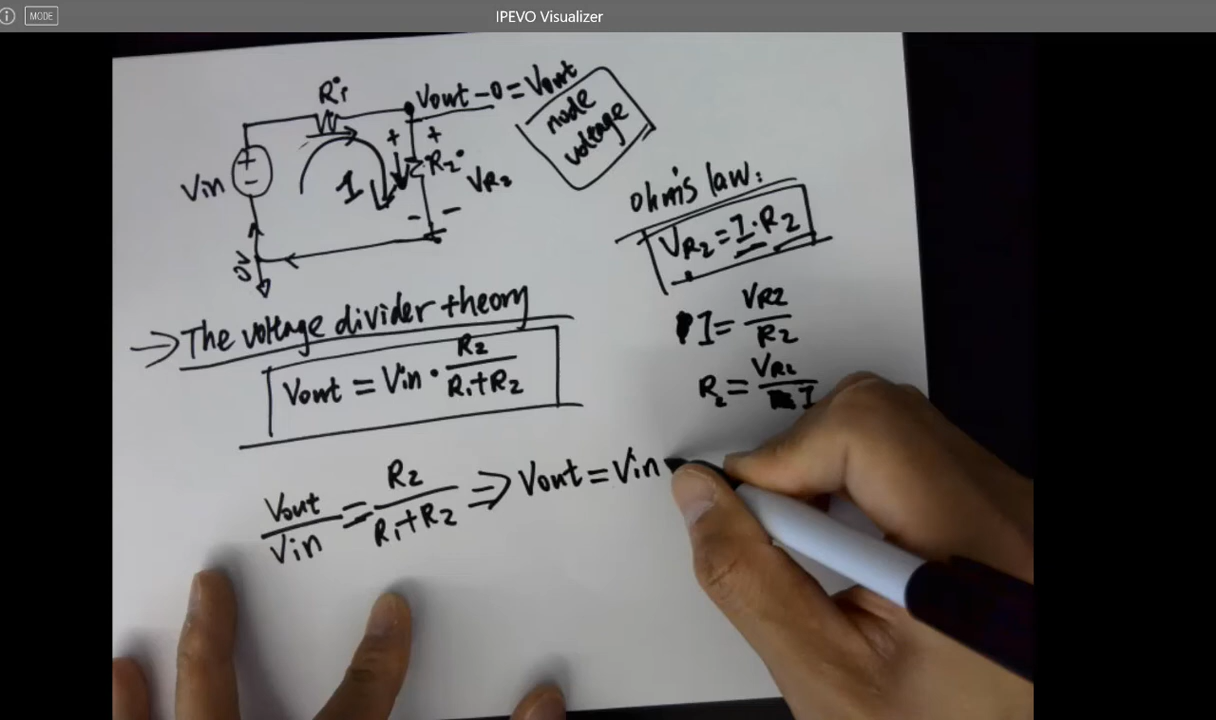 MODE
IPEVO Visualizer
R1
Vout - 0 = Vout
node
voltage
Vin
+
-
I
+
+
R2
VR2
-
-
0V
ohm's law:
VR2 = I·R2
I = VR2/R2
R2 = VR2/I
→ The voltage divider theory
Vout = Vin · R2/(R1+R2)
Vout/Vin = R2/(R1+R2) ⇒ Vout = Vin